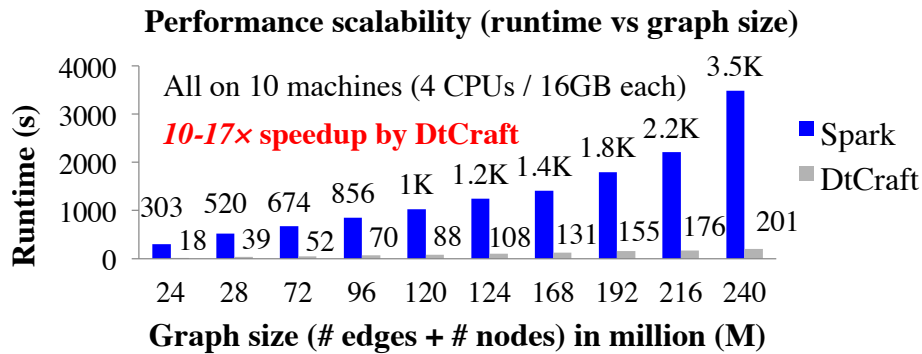 Performance scalability (runtime vs graph size)
All on 10 machines (4 CPUs / 16GB each)
10-17× speedup by DtCraft
Runtime (s)
4000
3000
2000
1000
0
303 520 674 856 1K 1.2K 1.4K 1.8K 2.2K 3.5K
18 39 52 70 88 108 131 155 176 201
Spark
DtCraft
24 28 72 96 120 124 168 192 216 240
Graph size (# edges + # nodes) in million (M)